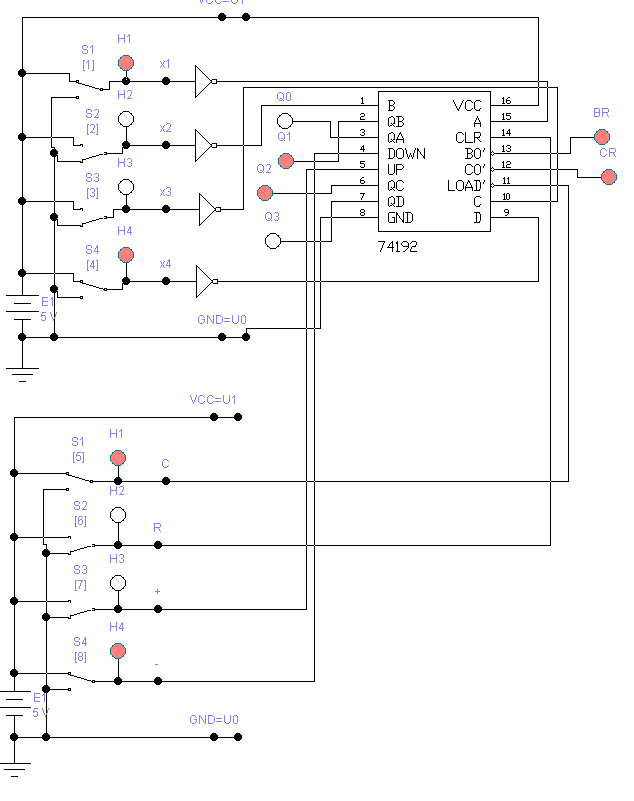 VCC=U1
H1
S1
[1]
x1
H2
S2
[2]
x2
H3
S3
[3]
x3
H4
S4
[4]
x4
E1
5 V
GND=U0
Q0
Q1
Q2
Q3
1 B VCC 16
2 QB A 15
3 QA CLR 14
4 DOWN BO' 13
5 UP CO' 12
6 QC LOAD' 11
7 QD C 10
8 GND D 9
74192
BR
CR
VCC=U1
H1
S1
[5]
C
H2
S2
[6]
R
H3
S3
[7]
+
H4
S4
[8]
-
E1
5 V
GND=U0